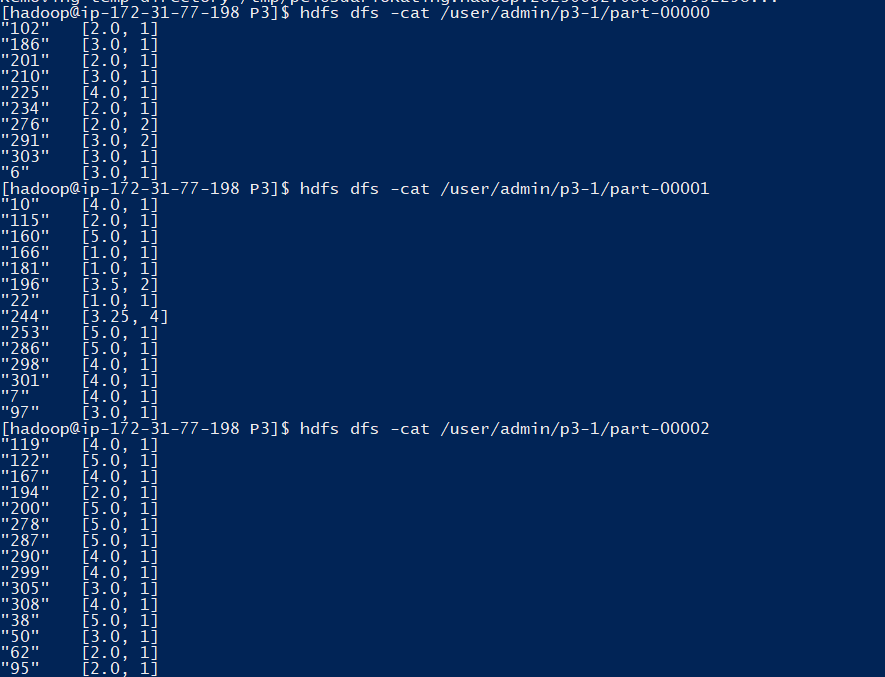 [hadoop@ip-172-31-77-198 P3]$ hdfs dfs -cat /user/admin/p3-1/part-00000
"102"    [2.0, 1]
"186"    [3.0, 1]
"201"    [2.0, 1]
"210"    [3.0, 1]
"225"    [4.0, 1]
"234"    [2.0, 1]
"276"    [2.0, 2]
"291"    [3.0, 2]
"303"    [3.0, 1]
"6"      [3.0, 1]
[hadoop@ip-172-31-77-198 P3]$ hdfs dfs -cat /user/admin/p3-1/part-00001
"10"     [4.0, 1]
"115"    [2.0, 1]
"160"    [5.0, 1]
"166"    [1.0, 1]
"181"    [1.0, 1]
"196"    [3.5, 2]
"22"     [1.0, 1]
"244"    [3.25, 4]
"253"    [5.0, 1]
"286"    [5.0, 1]
"298"    [4.0, 1]
"301"    [4.0, 1]
"7"      [4.0, 1]
"97"     [3.0, 1]
[hadoop@ip-172-31-77-198 P3]$ hdfs dfs -cat /user/admin/p3-1/part-00002
"119"    [4.0, 1]
"122"    [5.0, 1]
"167"    [4.0, 1]
"194"    [2.0, 1]
"200"    [5.0, 1]
"278"    [5.0, 1]
"287"    [5.0, 1]
"290"    [4.0, 1]
"299"    [4.0, 1]
"305"    [3.0, 1]
"308"    [4.0, 1]
"38"     [5.0, 1]
"50"     [3.0, 1]
"62"     [2.0, 1]
"95"     [2.0, 1]